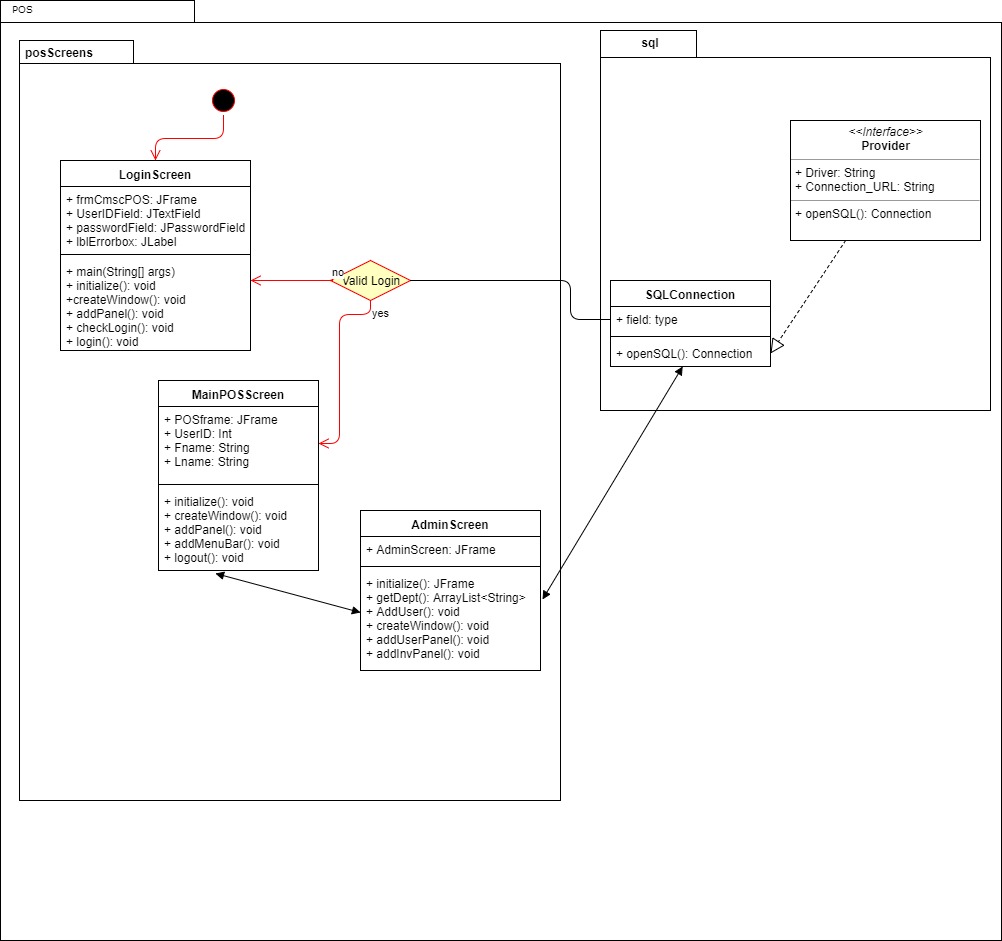 POS
posScreens
sql
<<Interface>>
Provider
+ Driver: String
+ Connection_URL: String
+ openSQL(): Connection
LoginScreen
+ frmCmscPOS: JFrame
+ UserIDField: JTextField
+ passwordField: JPasswordField
+ lblErrorbox: JLabel
+ main(String[] args)
+ initialize(): void
+createWindow(): void
+ addPanel(): void
+ checkLogin(): void
+ login(): void
no
Valid Login
yes
SQLConnection
+ field: type
+ openSQL(): Connection
MainPOSScreen
+ POSframe: JFrame
+ UserID: Int
+ Fname: String
+ Lname: String
+ initialize(): void
+ createWindow(): void
+ addPanel(): void
+ addMenuBar(): void
+ logout(): void
AdminScreen
+ AdminScreen: JFrame
+ initialize(): JFrame
+ getDept(): ArrayList<String>
+ AddUser(): void
+ createWindow(): void
+ addUserPanel(): void
+ addInvPanel(): void